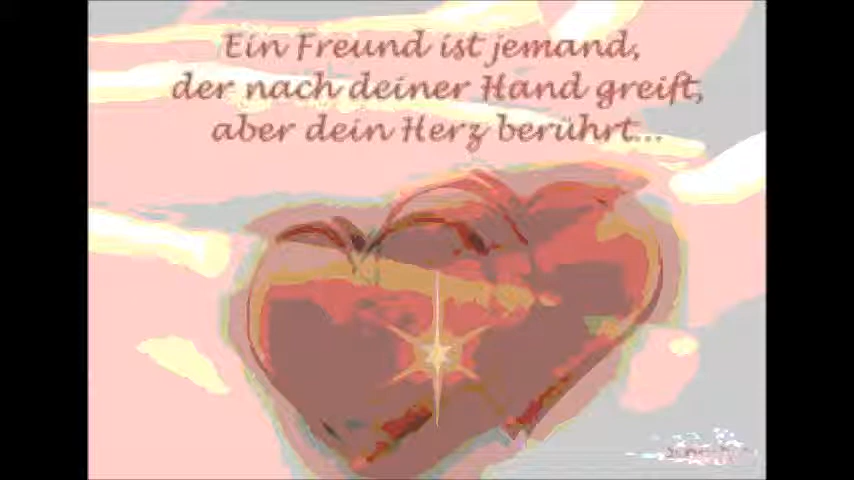 Ein Freund ist jemand,
der nach deiner Hand greift,
aber dein Herz berührt...